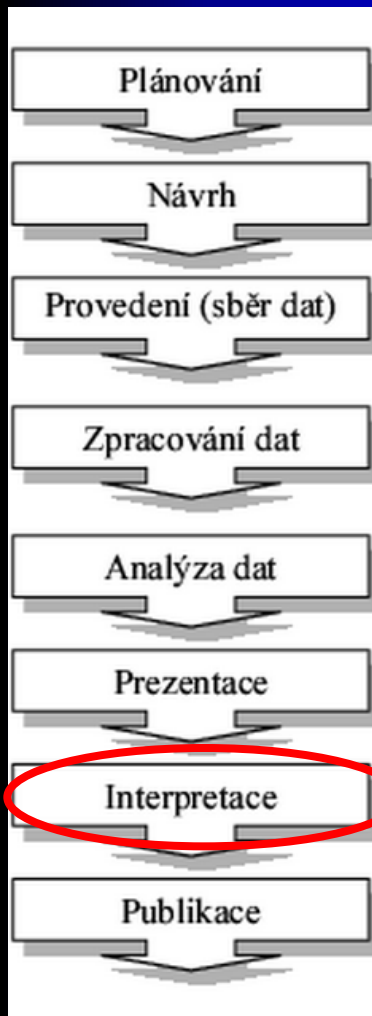 Plánování
Návrh
Provedení (sběr dat)
Zpracování dat
Analýza dat
Prezentace
Interpretace
Publikace